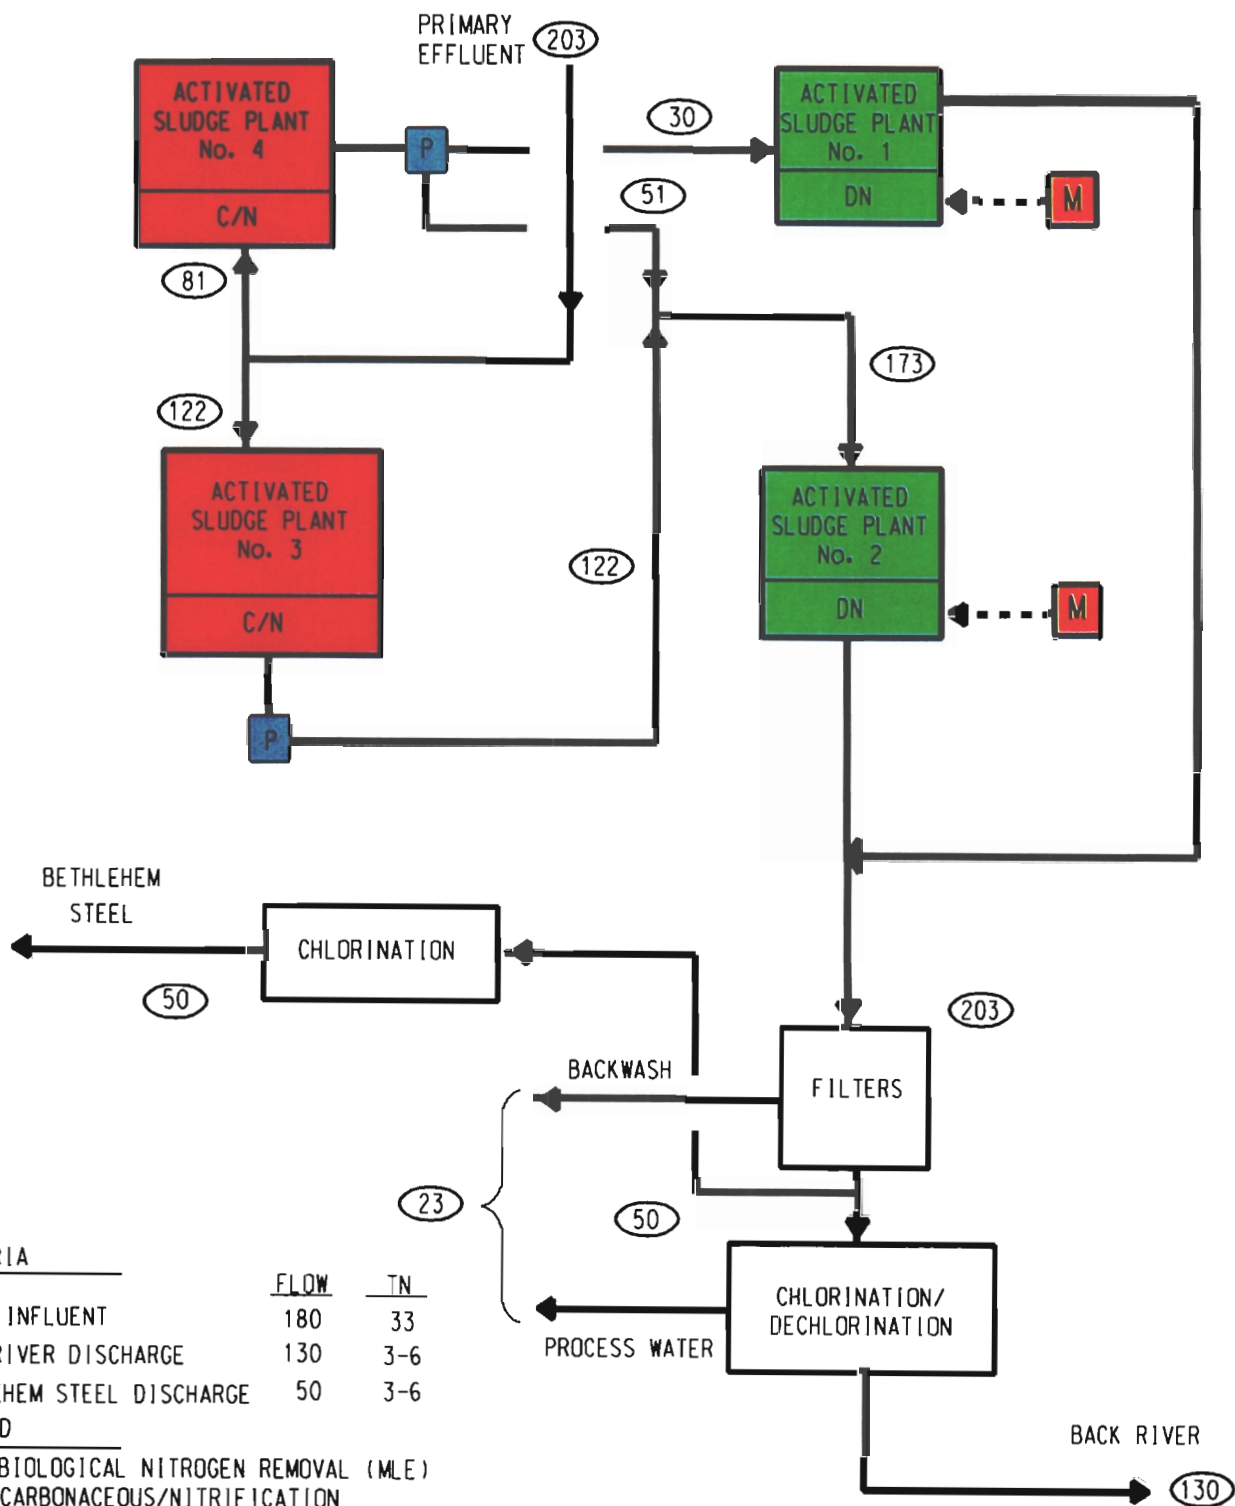 PRIMARY
EFFLUENT
203
ACTIVATED
SLUDGE PLANT
No. 4
C/N
P
30
ACTIVATED
SLUDGE PLANT
No. 1
DN
M
51
81
122
173
ACTIVATED
SLUDGE PLANT
No. 3
C/N
P
122
ACTIVATED
SLUDGE PLANT
No. 2
DN
M
BETHLEHEM
STEEL
CHLORINATION
50
203
BACKWASH
FILTERS
23
50
CHLORINATION/
DECHLORINATION
PROCESS WATER
BACK RIVER
130
RIA
FLOW TN
INFLUENT 180 33
RIVER DISCHARGE 130 3-6
HEM STEEL DISCHARGE 50 3-6
D
BIOLOGICAL NITROGEN REMOVAL (MLE)
CARBONACEOUS/NITRIFICATION